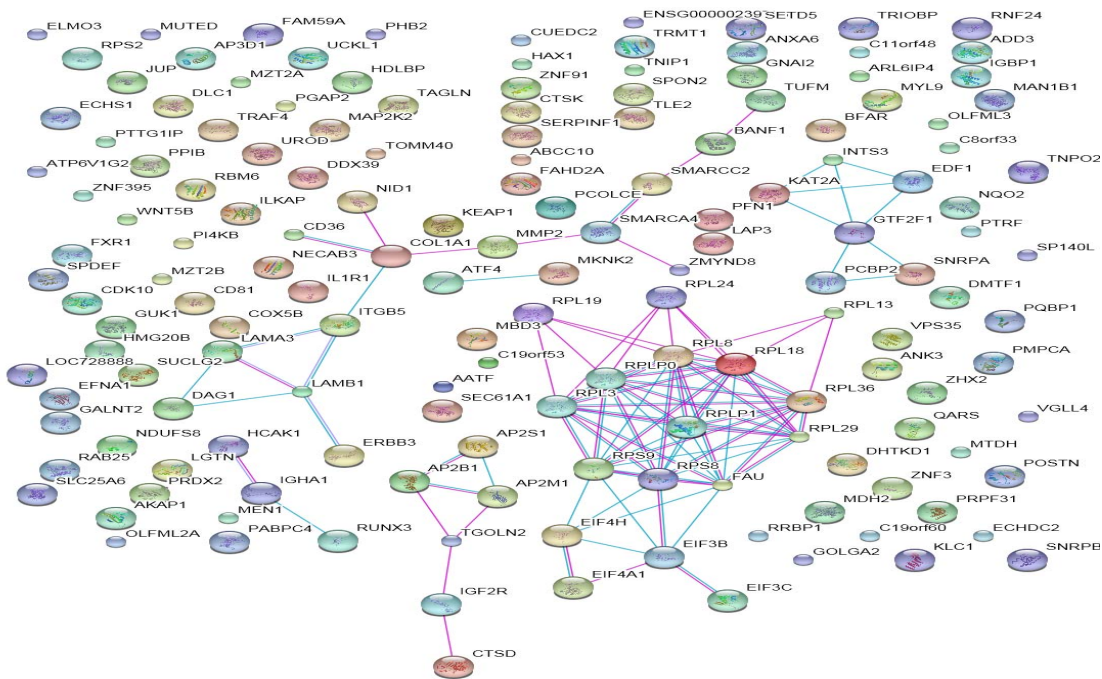 ELMO3
MUTED
FAM59A
PHB2
ENSG00000239
SETD5
TRIOBP
RNF24
CUEDC2
RPS2
AP3D1
UCKL1
TRMT1
ANXA6
C11orf48
ADD3
HAX1
JUP
MZT2A
HDLBP
ZNF91
TNIP1
GNAI2
ARL6IP4
IGBP1
DLC1
PGAP2
TAGLN
CTSK
SPON2
TUFM
MYL9
MAN1B1
ECHS1
TRAF4
MAP2K2
SERPINF1
TLE2
BFAR
OLFML3
PTTG1IP
UROD
BANF1
C8orf33
PPIB
TOMM40
ABCC10
INTS3
ATP6V1G2
DDX39
FAHD2A
SMARCC2
EDF1
TNPO2
ZNF395
RBM6
NID1
PCOLCE
KAT2A
NQO2
WNT5B
ILKAP
KEAP1
PFN1
CD36
MMP2
SMARCA4
GTF2F1
PTRF
PI4KB
COL1A1
LAP3
FXR1
NECAB3
ZMYND8
SP140L
SPDEF
MZT2B
IL1R1
ATF4
MKNK2
PCBP2
SNRPA
CDK10
CD81
RPL24
DMTF1
GUK1
COX5B
ITGB5
RPL19
RPL13
PQBP1
HMG20B
LAMA3
MBD3
VPS35
LOC728888
SUCLG2
C19orf53
RPL8
RPL18
ANK3
PMPCA
EFNA1
LAMB1
AATF
RPLP0
RPL3
RPL36
ZHX2
GALNT2
DAG1
SEC61A1
RPLP1
RPL29
QARS
VGLL4
NDUFS8
HCAK1
ERBB3
AP2S1
MTDH
RAB25
LGTN
AP2B1
RPS9
RPS8
FAU
DHTKD1
POSTN
SLC25A6
PRDX2
IGHA1
AP2M1
ZNF3
AKAP1
MEN1
MDH2
PRPF31
OLFML2A
PABPC4
RUNX3
TGOLN2
EIF4H
RRBP1
C19orf60
ECHDC2
EIF3B
GOLGA2
KLC1
SNRPB
EIF4A1
EIF3C
IGF2R
CTSD